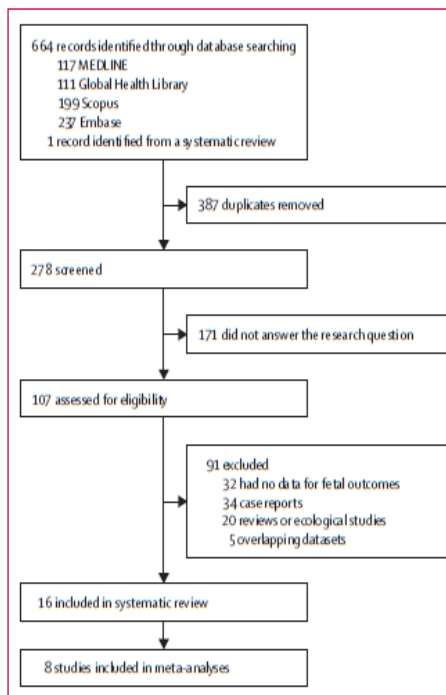 664 records identified through database searching
117 MEDLINE
111 Global Health Library
199 Scopus
237 Embase
1 record identified from a systematic review
387 duplicates removed
278 screened
171 did not answer the research question
107 assessed for eligibility
91 excluded
32 had no data for fetal outcomes
34 case reports
20 reviews or ecological studies
5 overlapping datasets
16 included in systematic review
8 studies included in meta-analyses